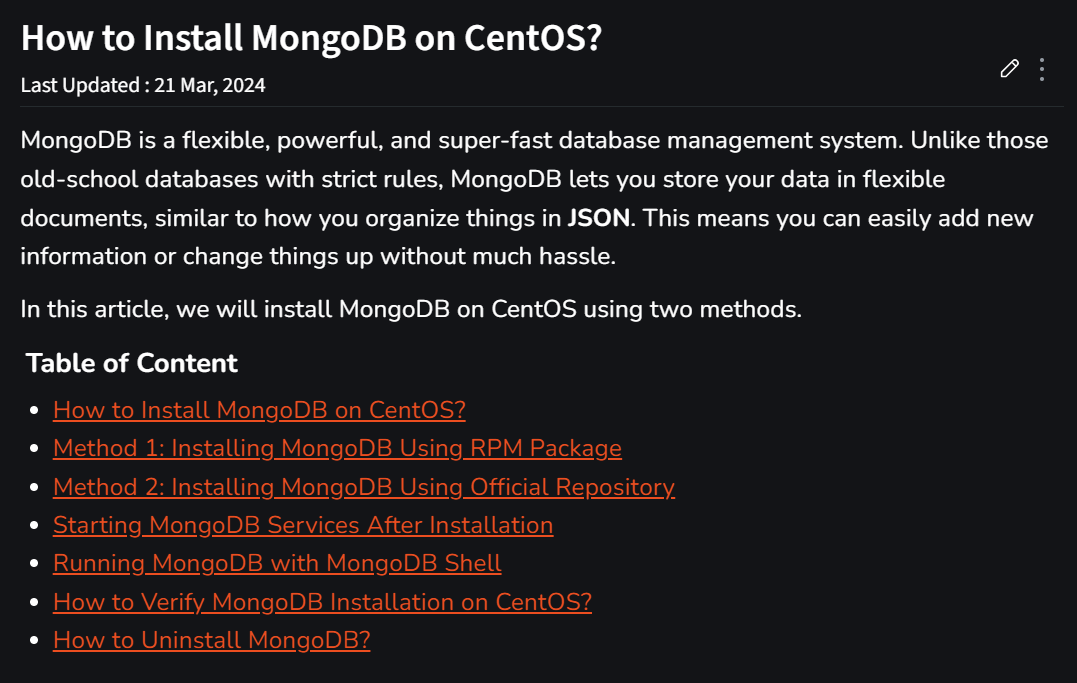 How to Install MongoDB on CentOS?
Last Updated : 21 Mar, 2024
MongoDB is a flexible, powerful, and super-fast database management system. Unlike those
old-school databases with strict rules, MongoDB lets you store your data in flexible
documents, similar to how you organize things in JSON. This means you can easily add new
information or change things up without much hassle.
In this article, we will install MongoDB on CentOS using two methods.
Table of Content
How to Install MongoDB on CentOS?
Method 1: Installing MongoDB Using RPM Package
Method 2: Installing MongoDB Using Official Repository
Starting MongoDB Services After Installation
Running MongoDB with MongoDB Shell
How to Verify MongoDB Installation on CentOS?
How to Uninstall MongoDB?